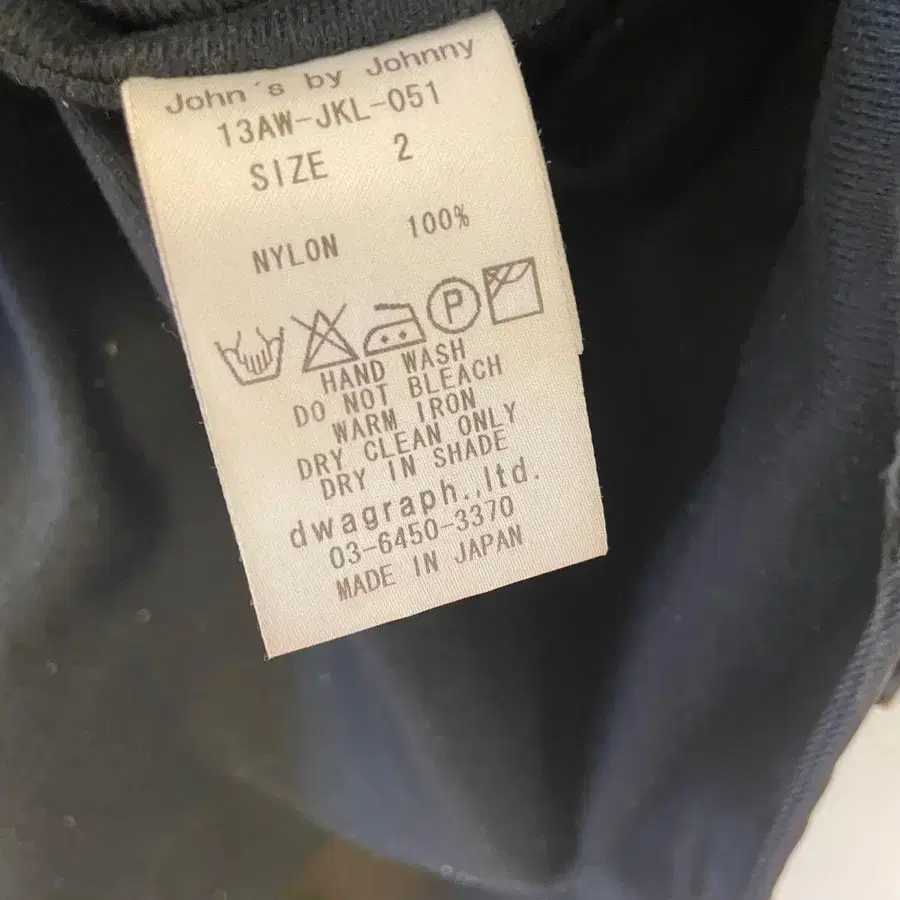 John's by Johnny
13AW-JKL-051
SIZE 2
NYLON 100%
P
HAND WASH
DO NOT BLEACH
WARM IRON
DRY CLEAN ONLY
DRY IN SHADE
dwagraph.,ltd.
03-6450-3370
MADE IN JAPAN